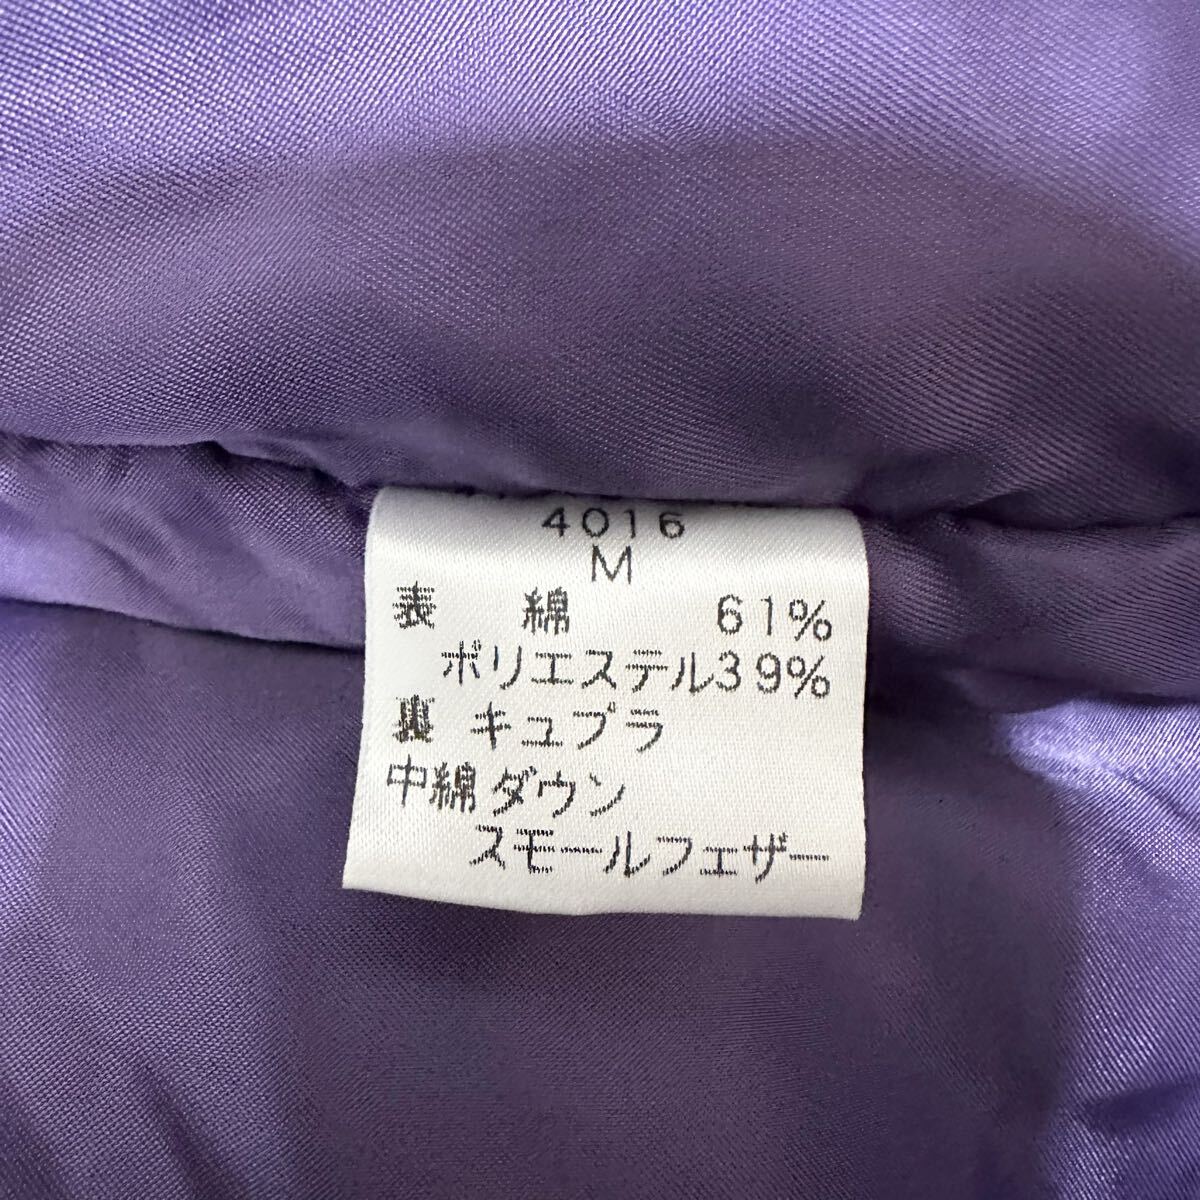 4016
M
表 綿 61%
ポリエステル39%
裏 キュプラ
中綿ダウン
スモールフェザー